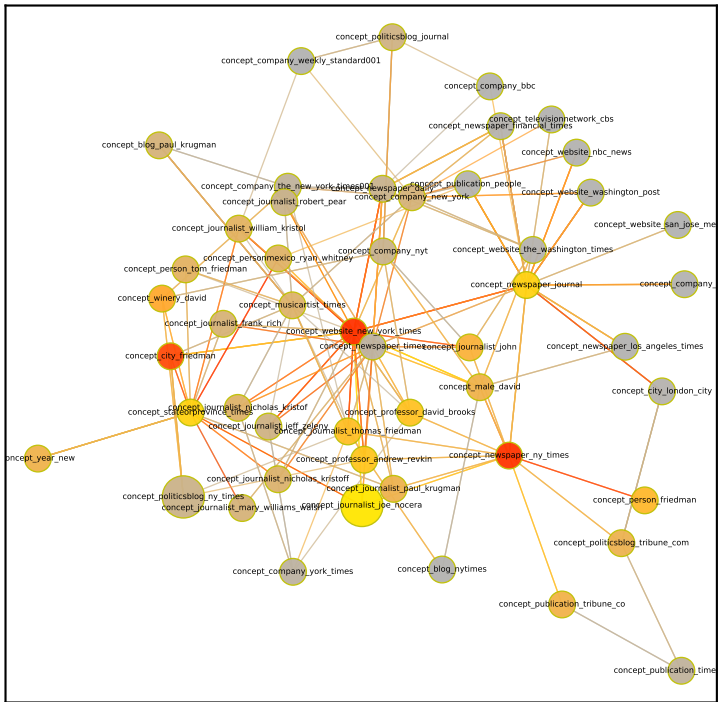 concept_politicsblog_journal
concept_company_weekly_standard001
concept_company_bbc
concept_televisionnetwork_cbs
concept_newspaper_financial_times
concept_blog_paul_krugman
concept_website_nbc_news
concept_company_the_new_york_times001
concept_newspaper_daily
concept_publication_people_
concept_website_washington_post
concept_company_new_york
concept_journalist_robert_pear
concept_journalist_william_kristol
concept_website_san_jose_me
concept_company_nyt
concept_website_the_washington_times
concept_personmexico_ryan_whitney
concept_person_tom_friedman
concept_newspaper_journal
concept_company_
concept_winery_david
concept_musicartist_times
concept_journalist_frank_rich
concept_website_new_york_times
concept_newspaper_times
concept_journalist_john
concept_newspaper_los_angeles_times
concept_city_friedman
concept_male_david
concept_city_london_city
concept_journalist_nicholas_kristof
concept_stateorprovince_times
concept_professor_david_brooks
concept_journalist_jeff_zeleny
concept_journalist_thomas_friedman
concept_newspaper_ny_times
oncept_year_new
concept_professor_andrew_revkin
concept_journalist_nicholas_kristoff
concept_journalist_paul_krugman
concept_politicsblog_ny_times
concept_person_friedman
concept_journalist_joe_nocera
concept_politicsblog_tribune_com
concept_blog_nytimes
concept_company_york_times
concept_publication_tribune_co
concept_publication_time